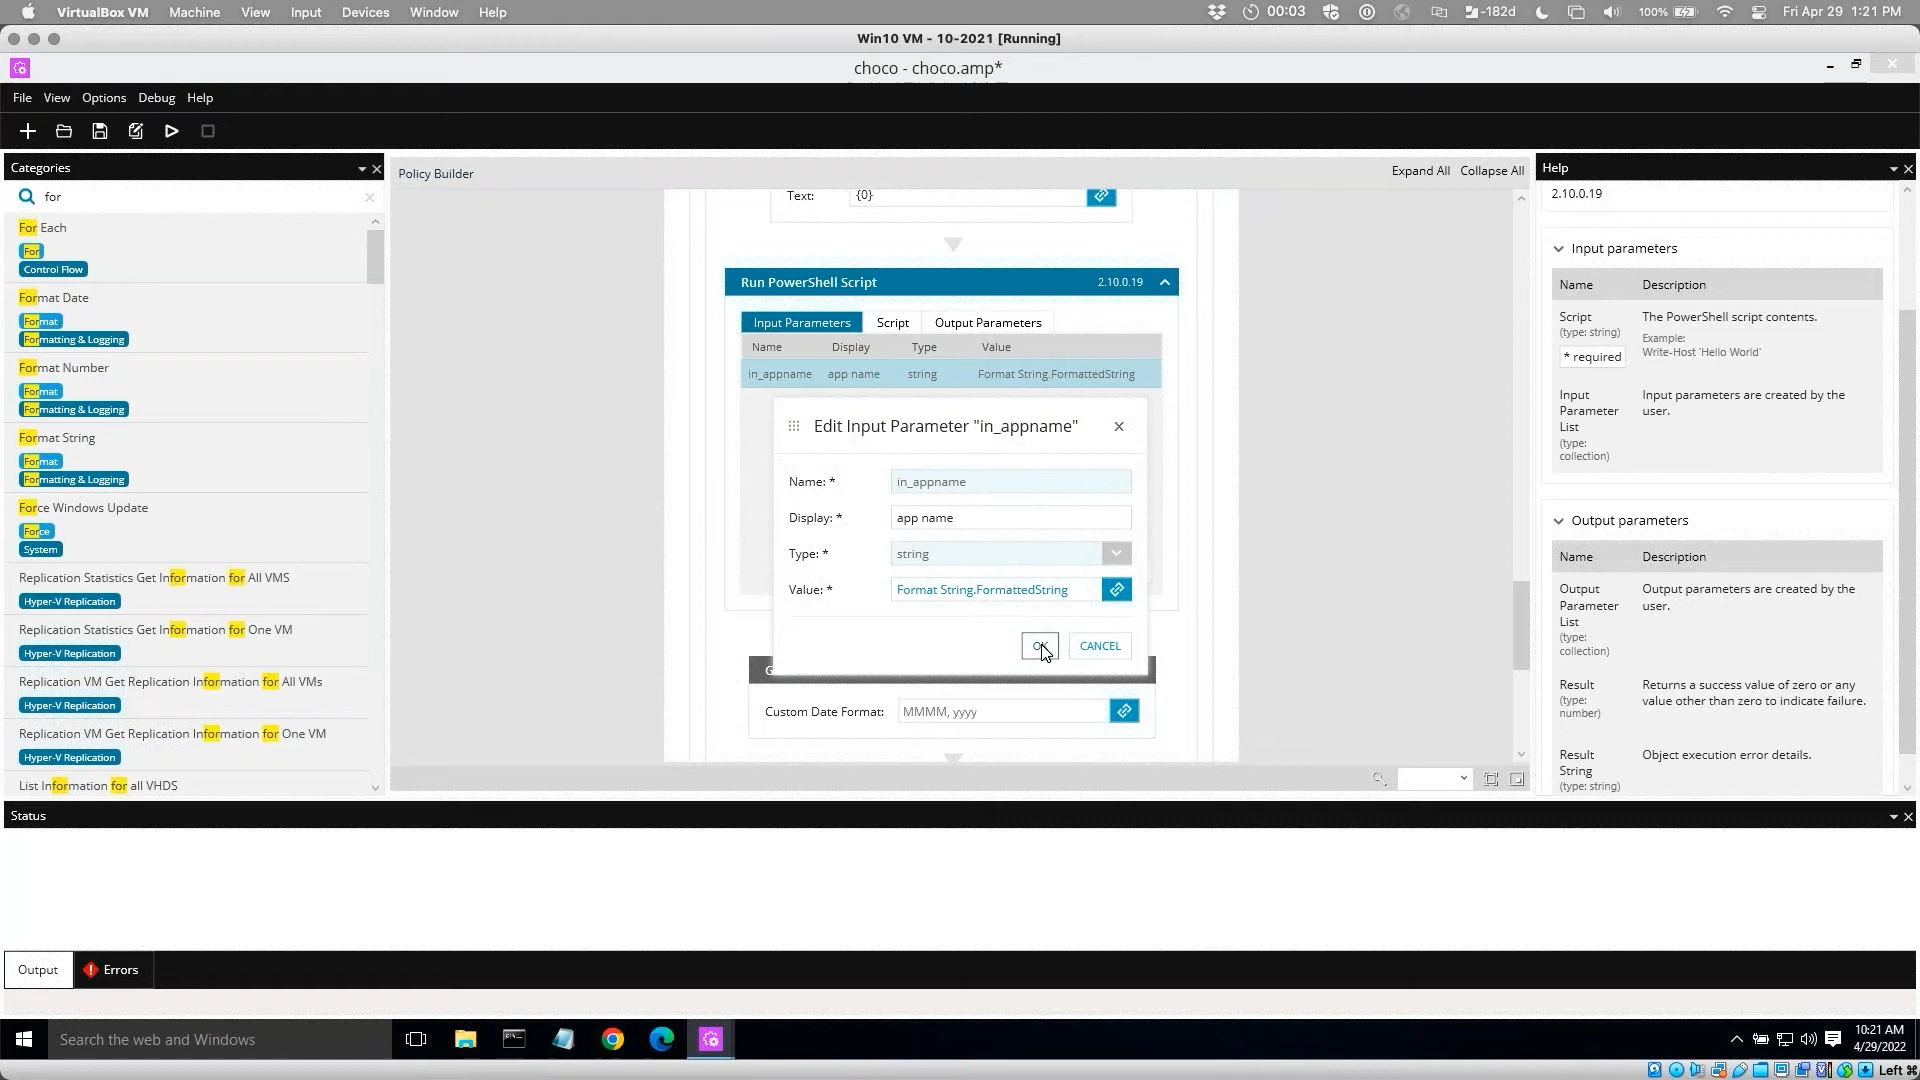 VirtualBox VM Machine View Input Devices Window Help 00:03 -182d 100% Fri Apr 29 1:21 PM
Win10 VM - 10-2021 [Running]
choco - choco.amp*
File View Options Debug Help
Categories
for
For Each
For
Control Flow
Format Date
Format
Formatting & Logging
Format Number
Format
Formatting & Logging
Format String
Format
Formatting & Logging
Force Windows Update
Force
System
Replication Statistics Get Information for All VMS
Hyper-V Replication
Replication Statistics Get Information for One VM
Hyper-V Replication
Replication VM Get Replication Information for All VMs
Hyper-V Replication
Replication VM Get Replication Information for One VM
Hyper-V Replication
List Information for all VHDS
Policy Builder
Expand All Collapse All
Text: {0}
Run PowerShell Script 2.10.0.19
Input Parameters Script Output Parameters
Name Display Type Value
in_appname app name string Format String.FormattedString
Edit Input Parameter "in_appname"
Name: * in_appname
Display: * app name
Type: * string
Value: * Format String.FormattedString
CANCEL
Custom Date Format: MMMM, yyyy
Help
2.10.0.19
Input parameters
Name Description
Script
(type: string)
* required
The PowerShell script contents.
Example:
Write-Host 'Hello World'
Input
Parameter
List
(type:
collection)
Input parameters are created by the
user.
Output parameters
Name Description
Output
Parameter
List
(type:
collection)
Output parameters are created by the
user.
Result
(type:
number)
Returns a success value of zero or any
value other than zero to indicate failure.
Result
String
(type: string)
Object execution error details.
Status
Output Errors
Search the web and Windows
10:21 AM
4/29/2022
Left ⌘